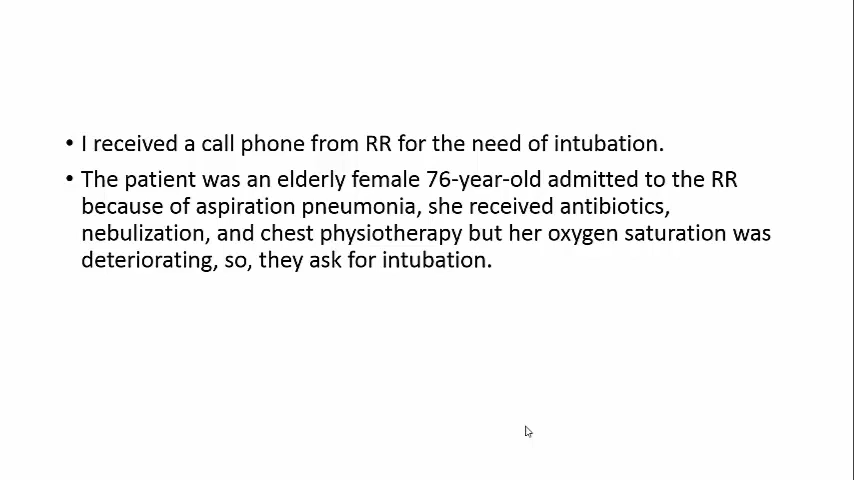 • I received a call phone from RR for the need of intubation.
• The patient was an elderly female 76-year-old admitted to the RR
because of aspiration pneumonia, she received antibiotics,
nebulization, and chest physiotherapy but her oxygen saturation was
deteriorating, so, they ask for intubation.